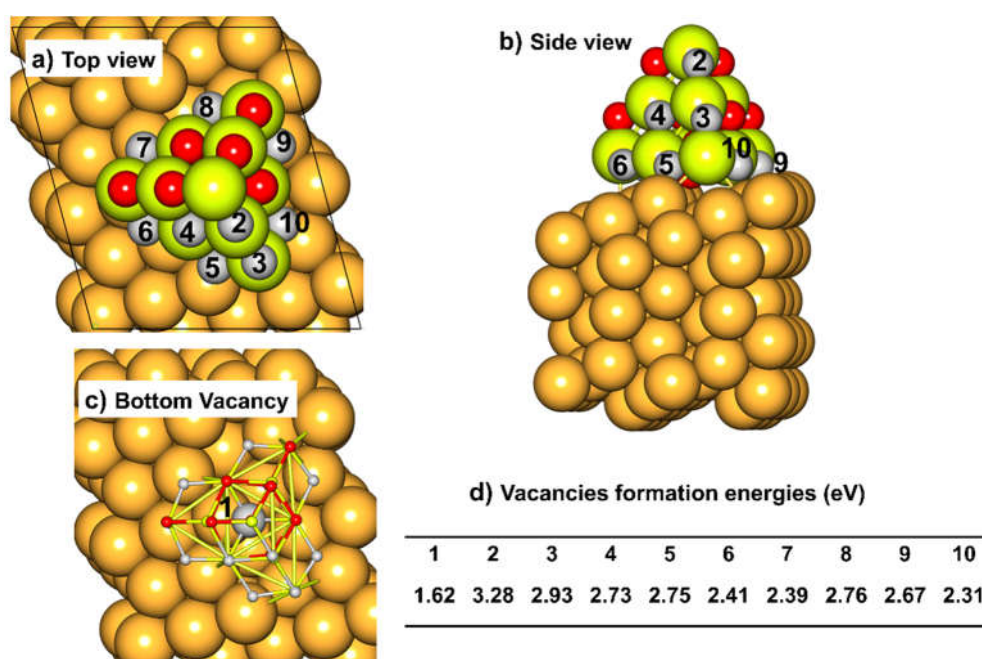 a) Top view
8
7
9
2
6
4
10
5
3
b) Side view
2
4
3
10
6
5
9
c) Bottom Vacancy
1
d) Vacancies formation energies (eV)
1 2 3 4 5 6 7 8 9 10
1.62 3.28 2.93 2.73 2.75 2.41 2.39 2.76 2.67 2.31